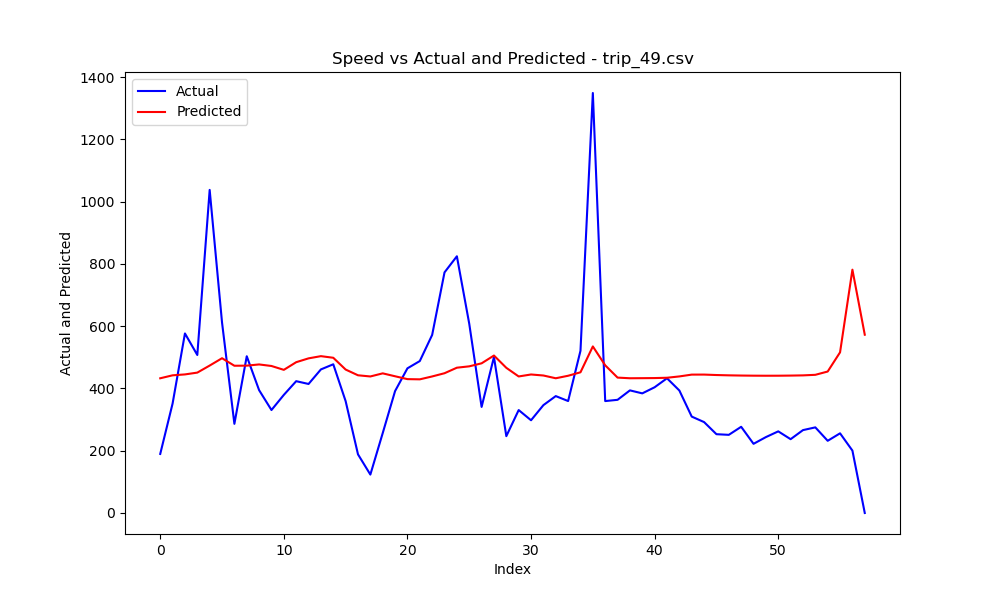 Speed vs Actual and Predicted - trip_49.csv
Actual
Predicted
1400
1200
1000
800
600
400
200
0
Actual and Predicted
0 10 20 30 40 50
Index